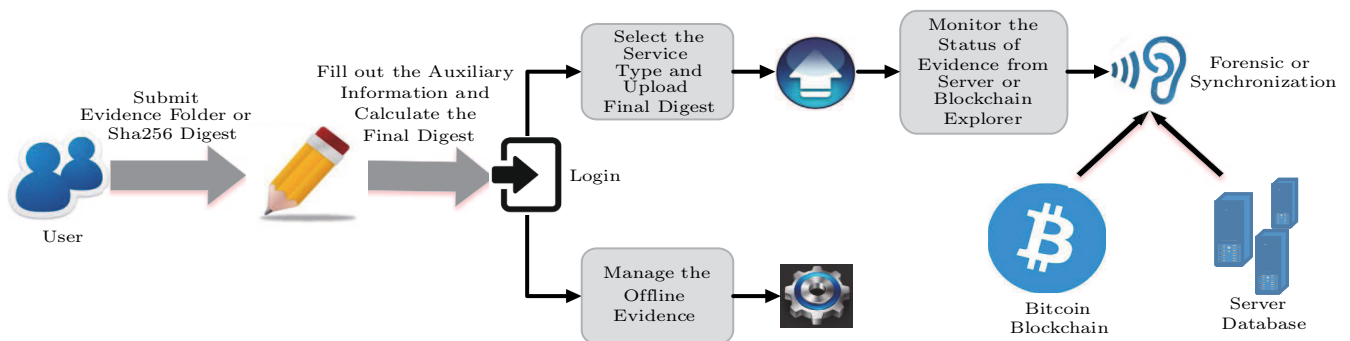 User
Submit
Evidence Folder or
Sha256 Digest
Fill out the Auxiliary
Information and
Calculate the
Final Digest
Login
Select the
Service
Type and
Upload
Final Digest
Monitor the
Status of
Evidence from
Server or
Blockchain
Explorer
Forensic or
Synchronization
Manage the
Offline
Evidence
Bitcoin
Blockchain
Server
Database